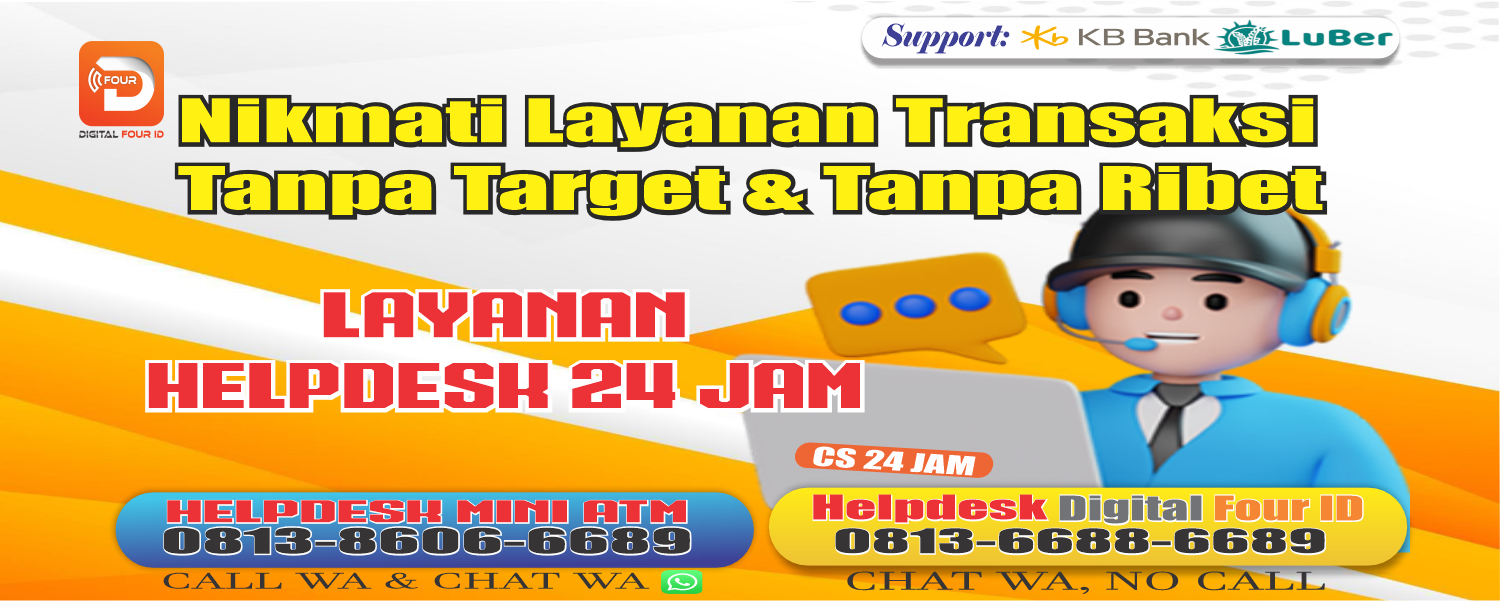 Support: KB Bank LuBer
FOUR
DIGITAL FOUR ID
Nikmati Layanan Transaksi
Tanpa Target & Tanpa Ribet
LAYANAN
HELPDESK 24 JAM
CS 24 JAM
HELPDESK MINI ATM
0813-8606-6689
CALL WA & CHAT WA
Helpdesk Digital Four ID
0813-6688-6689
CHAT WA, NO CALL